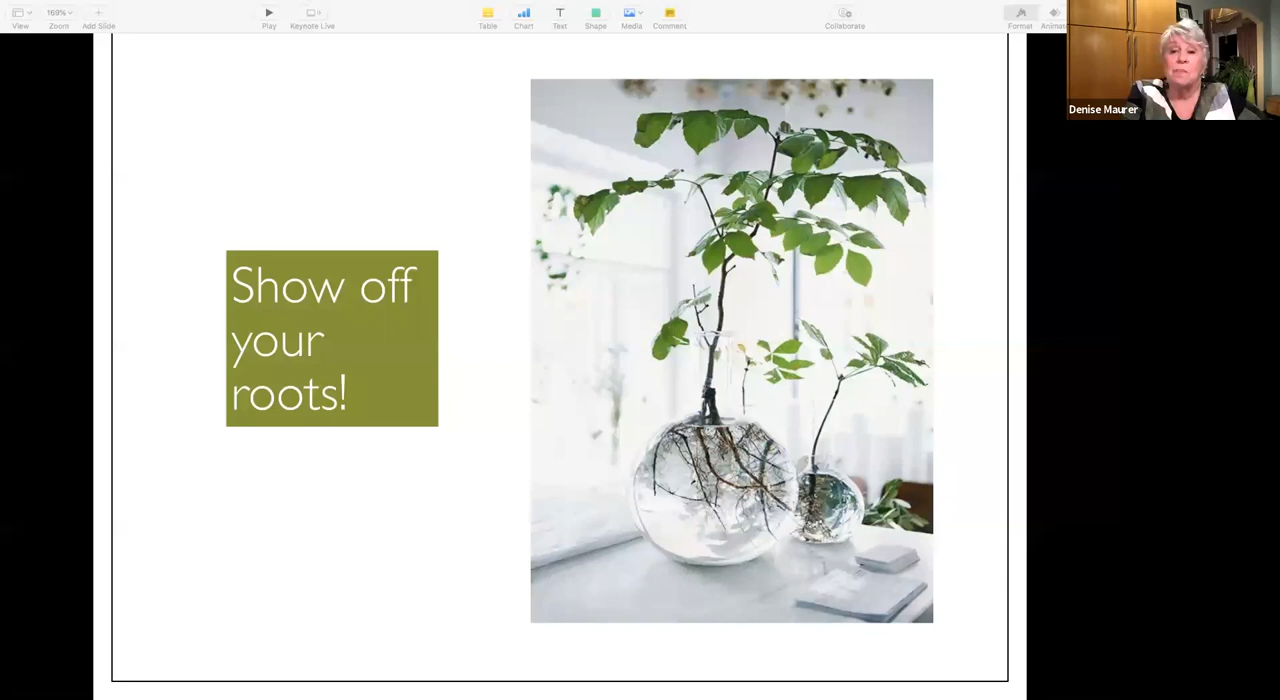 View
169%
Zoom
Add Slide
Play
Keynote Live
Table
Chart
Text
Shape
Media
Comment
Collaborate
Format
Animat
Denise Maurer
Show off
your
roots!